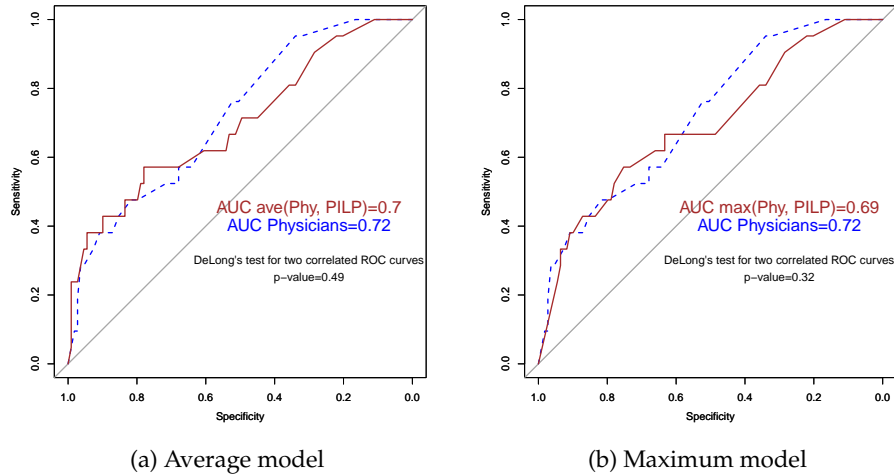 1.0
0.8
0.6
0.4
0.2
0.0
Sensitivity
AUC ave(Phy, PILP)=0.7
AUC Physicians=0.72
DeLong's test for two correlated ROC curves
p-value=0.49
1.0 0.8 0.6 0.4 0.2 0.0
Specificity
(a) Average model
1.0
0.8
0.6
0.4
0.2
0.0
Sensitivity
AUC max(Phy, PILP)=0.69
AUC Physicians=0.72
DeLong's test for two correlated ROC curves
p-value=0.32
1.0 0.8 0.6 0.4 0.2 0.0
Specificity
(b) Maximum model